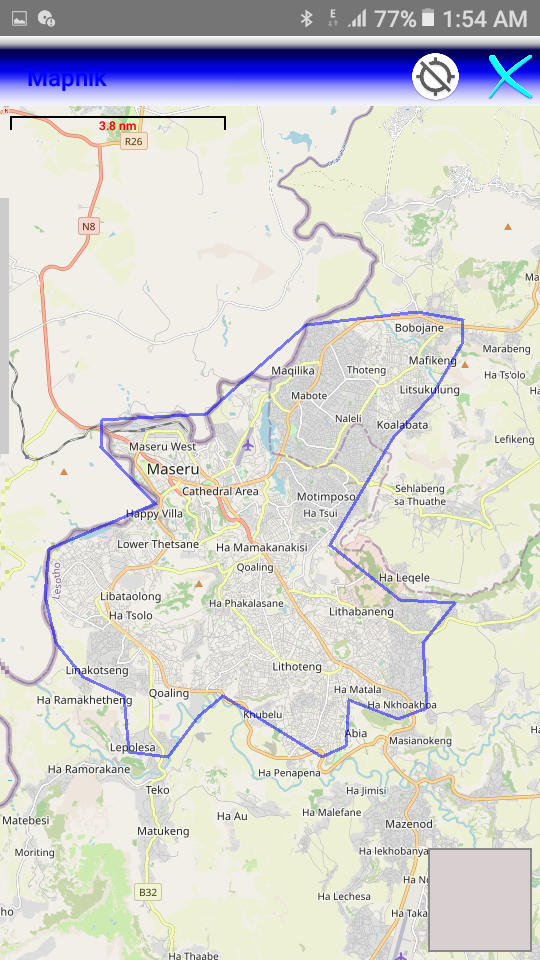 E
77%
1:54 AM
Mapnik
3.8 nm
R26
N8
Bobojane
Marabeng
Mafikeng
Maqilika
Thoteng
Ha Ts'olo
Litsukulung
Mabote
Naleli
Koalabata
Lefikeng
Maseru West
Maseru
Cathedral Area
Sehlabeng
sa Thuathe
Motimposo
Ha Tsui
Happy Villa
Lower Thetsane
Ha Mamakanakisi
Qoaling
Lesotho
Ha Leqele
Libataolong
Ha Phakalasane
Lithabaneng
Ha Tsolo
Linakotseng
Lithoteng
Qoaling
Ha Matala
Ha Ramakhetheng
Ha Nkhoakhoa
Khubelu
Abia
Masianokeng
Lepolesa
Ha Ramorakane
Ha Penapena
Teko
Ha Jimisi
Matebesi
Ha Au
Ha Malefane
Mazenod
Matukeng
Moriting
Ha lekhobanya
B32
Ha Lechesa
Ha Taka
Ha Thaabe